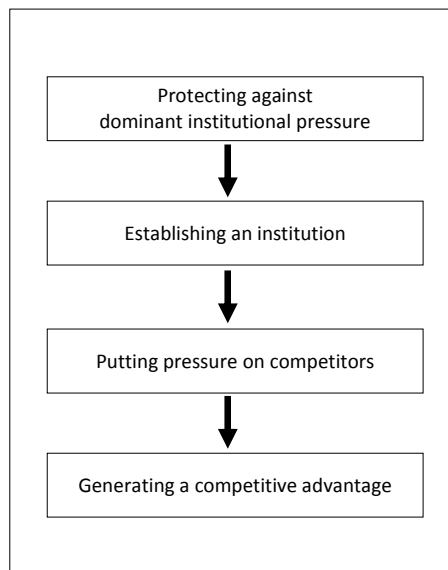 Protecting against
dominant institutional pressure
Establishing an institution
Putting pressure on competitors
Generating a competitive advantage